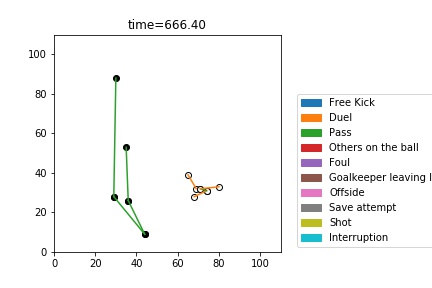 time=666.40
100
80
60
40
20
0
0 20 40 60 80 100
Free Kick
Duel
Pass
Others on the ball
Foul
Goalkeeper leaving l
Offside
Save attempt
Shot
Interruption